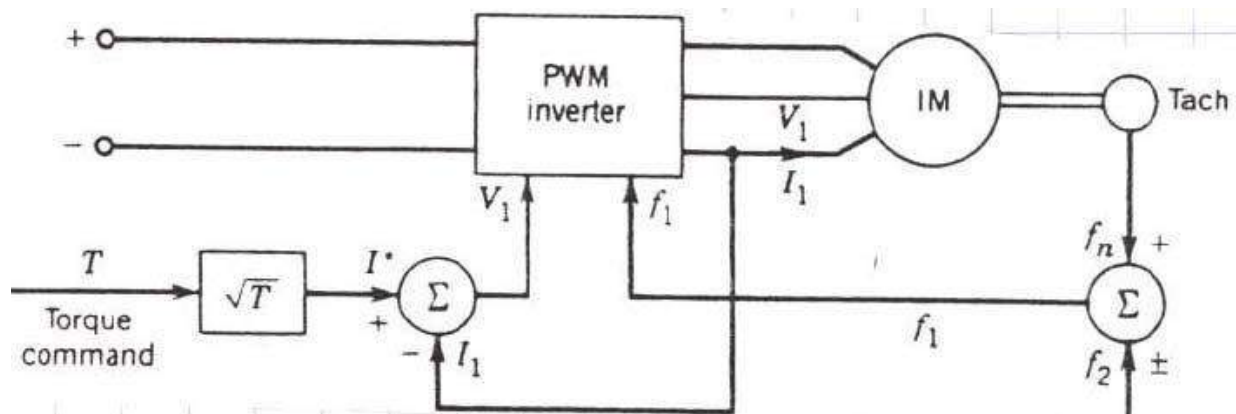 +
PWM
inverter
IM
Tach
−
V₁
I₁
V₁
f₁
fₙ
+
T
√T
I*
Σ
+
Σ
Torque
command
−
I₁
f₁
f₂
±